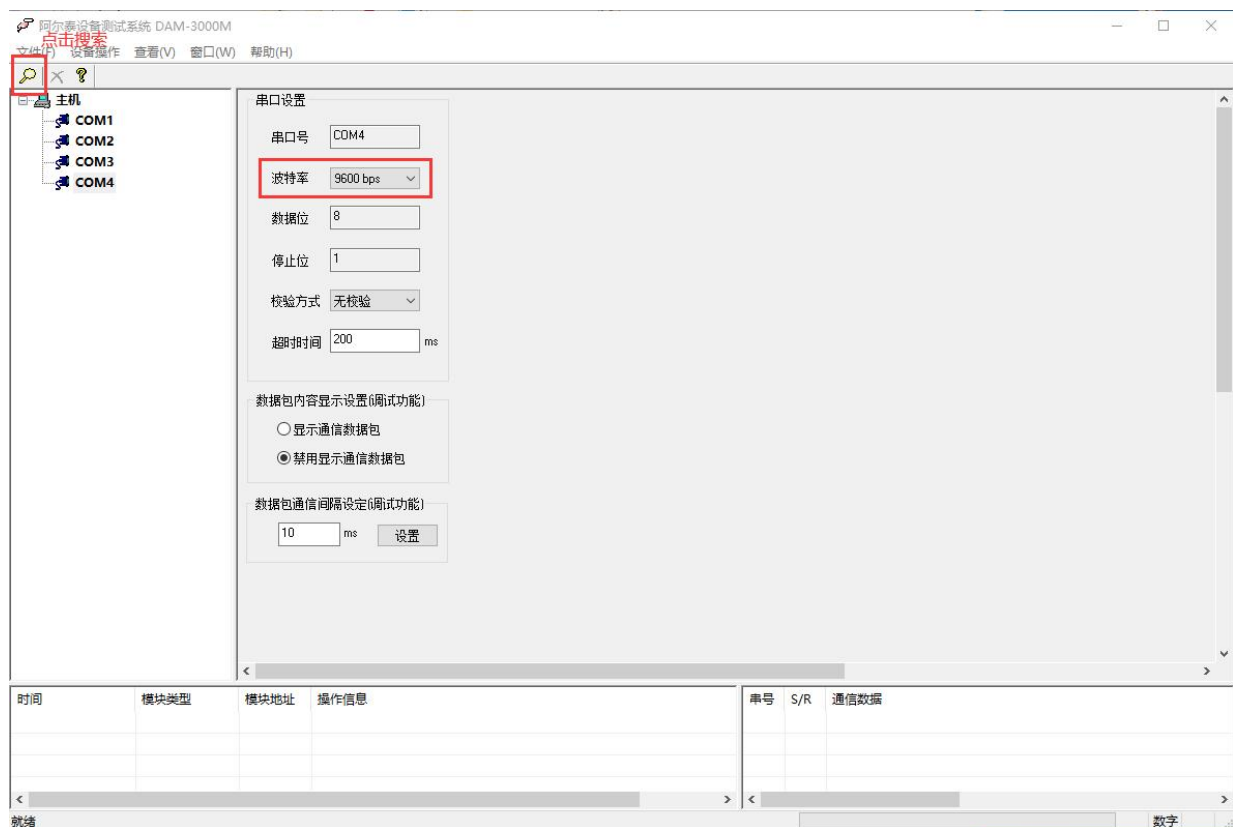 阿尔泰设备测试系统 DAM-3000M
点击搜索
文件(F) 设备操作 查看(V) 窗口(W) 帮助(H)
主机
COM1
COM2
COM3
COM4
串口设置
串口号 COM4
波特率 9600 bps
数据位 8
停止位 1
校验方式 无校验
超时时间 200 ms
数据包内容显示设置(调试功能)
显示通信数据包
禁用显示通信数据包
数据包通信间隔设定(调试功能)
10 ms 设置
时间 模块类型 模块地址 操作信息 串号 S/R 通信数据
就绪 数字